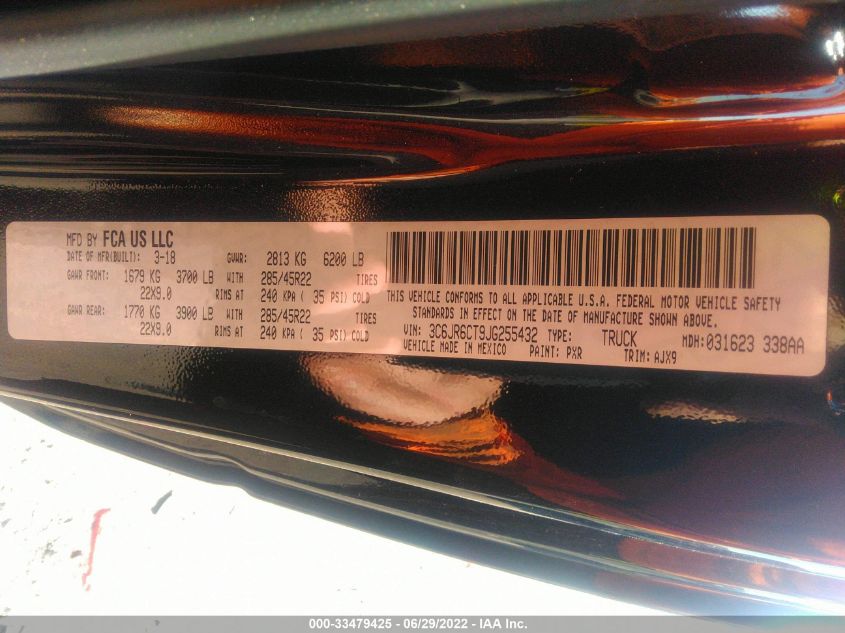 MFD BY FCA US LLC
DATE OF MFR(BUILT): 3-18 GVWR: 2813 KG 6200 LB
GAWR FRONT: 1679 KG 3700 LB WITH 285/45R22 TIRES
22X9.0 RIMS AT 240 KPA ( 35 PSI) COLD
GAWR REAR: 1770 KG 3900 LB WITH 285/45R22 TIRES
22X9.0 RIMS AT 240 KPA ( 35 PSI) COLD
THIS VEHICLE CONFORMS TO ALL APPLICABLE U.S.A. FEDERAL MOTOR VEHICLE SAFETY
STANDARDS IN EFFECT ON THE DATE OF MANUFACTURE SHOWN ABOVE.
VIN: 3C6JR6CT9JG255432 TYPE: TRUCK MDH: 031623 338AA
VEHICLE MADE IN MEXICO PAINT: PXR TRIM: AJX9
000-33479425 - 06/29/2022 - IAA Inc.